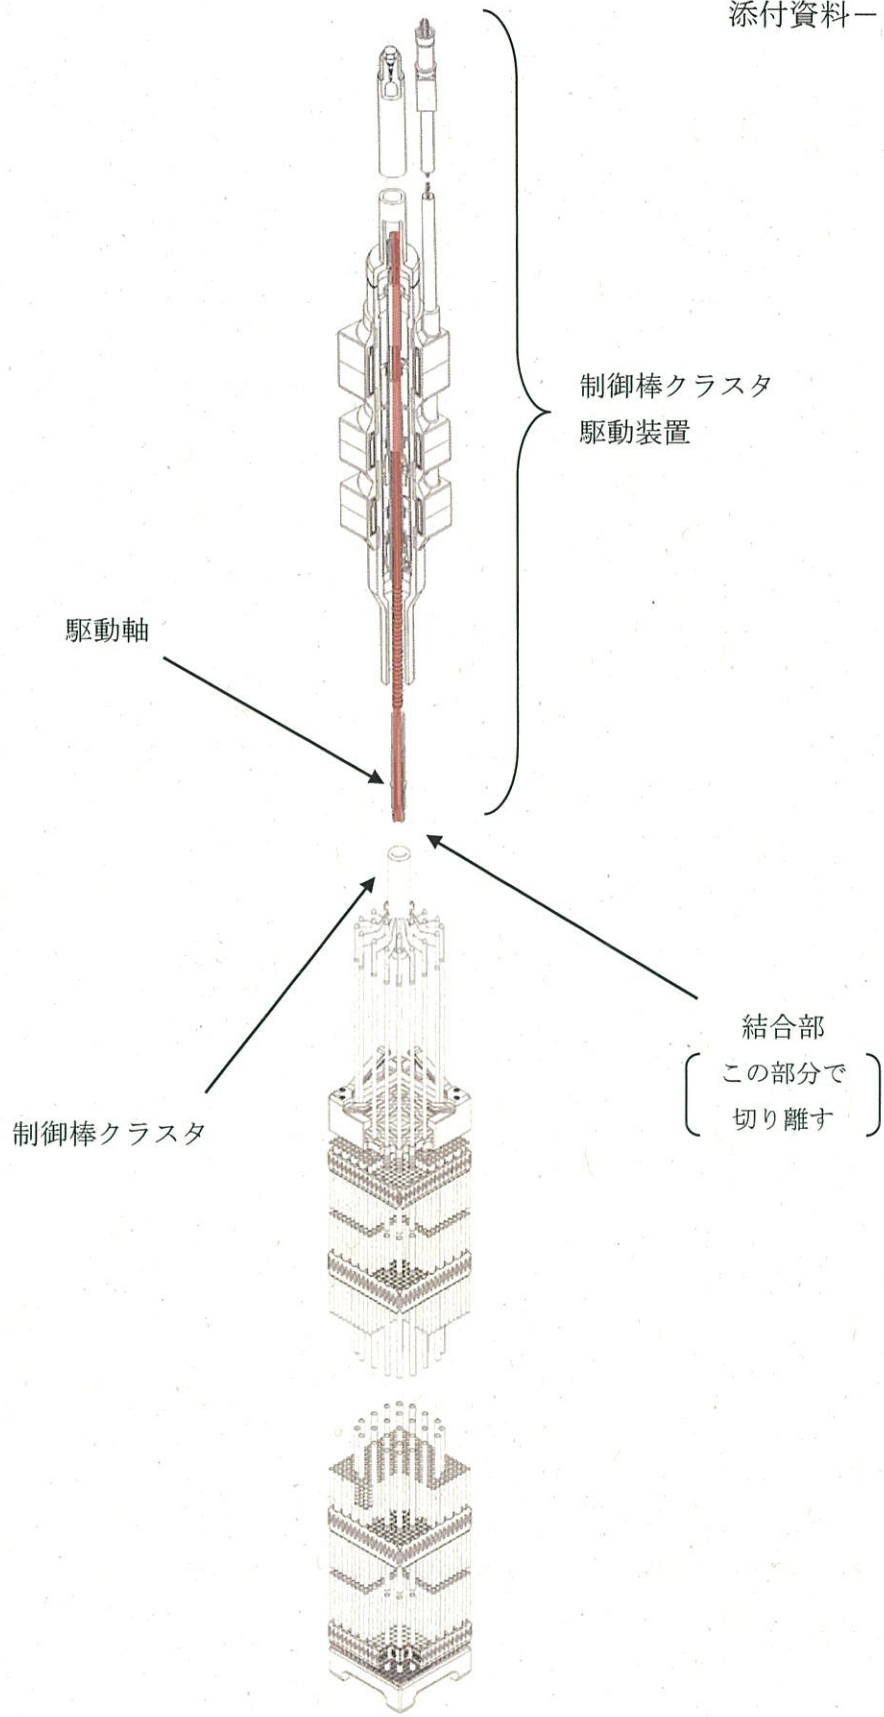 添付資料－
制御棒クラスタ
駆動装置
駆動軸
結合部
この部分で
切り離す
制御棒クラスタ